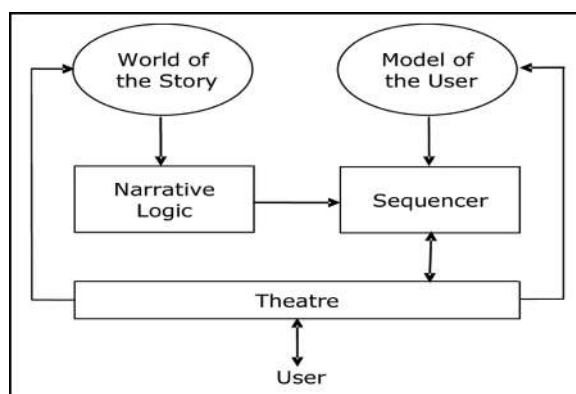 World of
the Story
Model of
the User
Narrative
Logic
Sequencer
Theatre
User